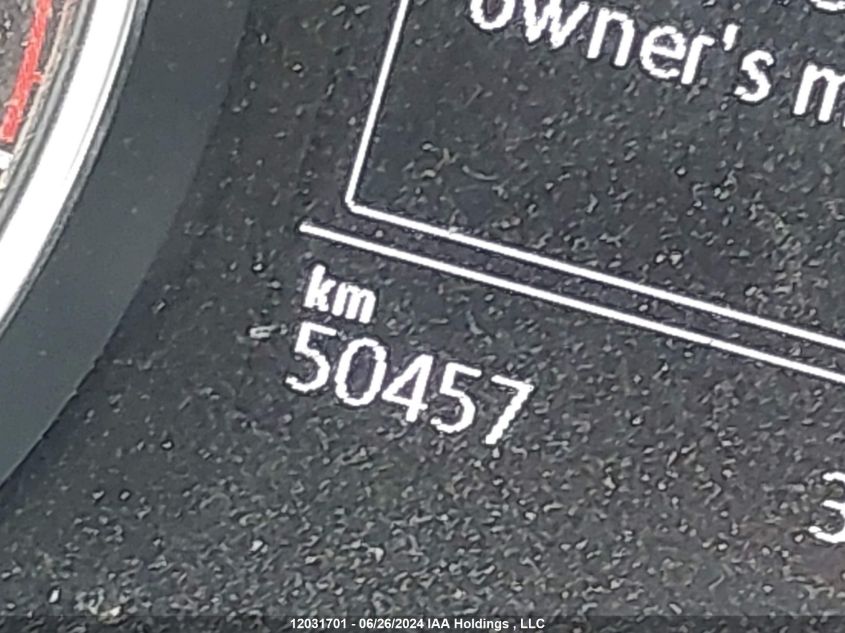 owner's m
km
50457
3
12031701 - 06/26/2024 IAA Holdings , LLC